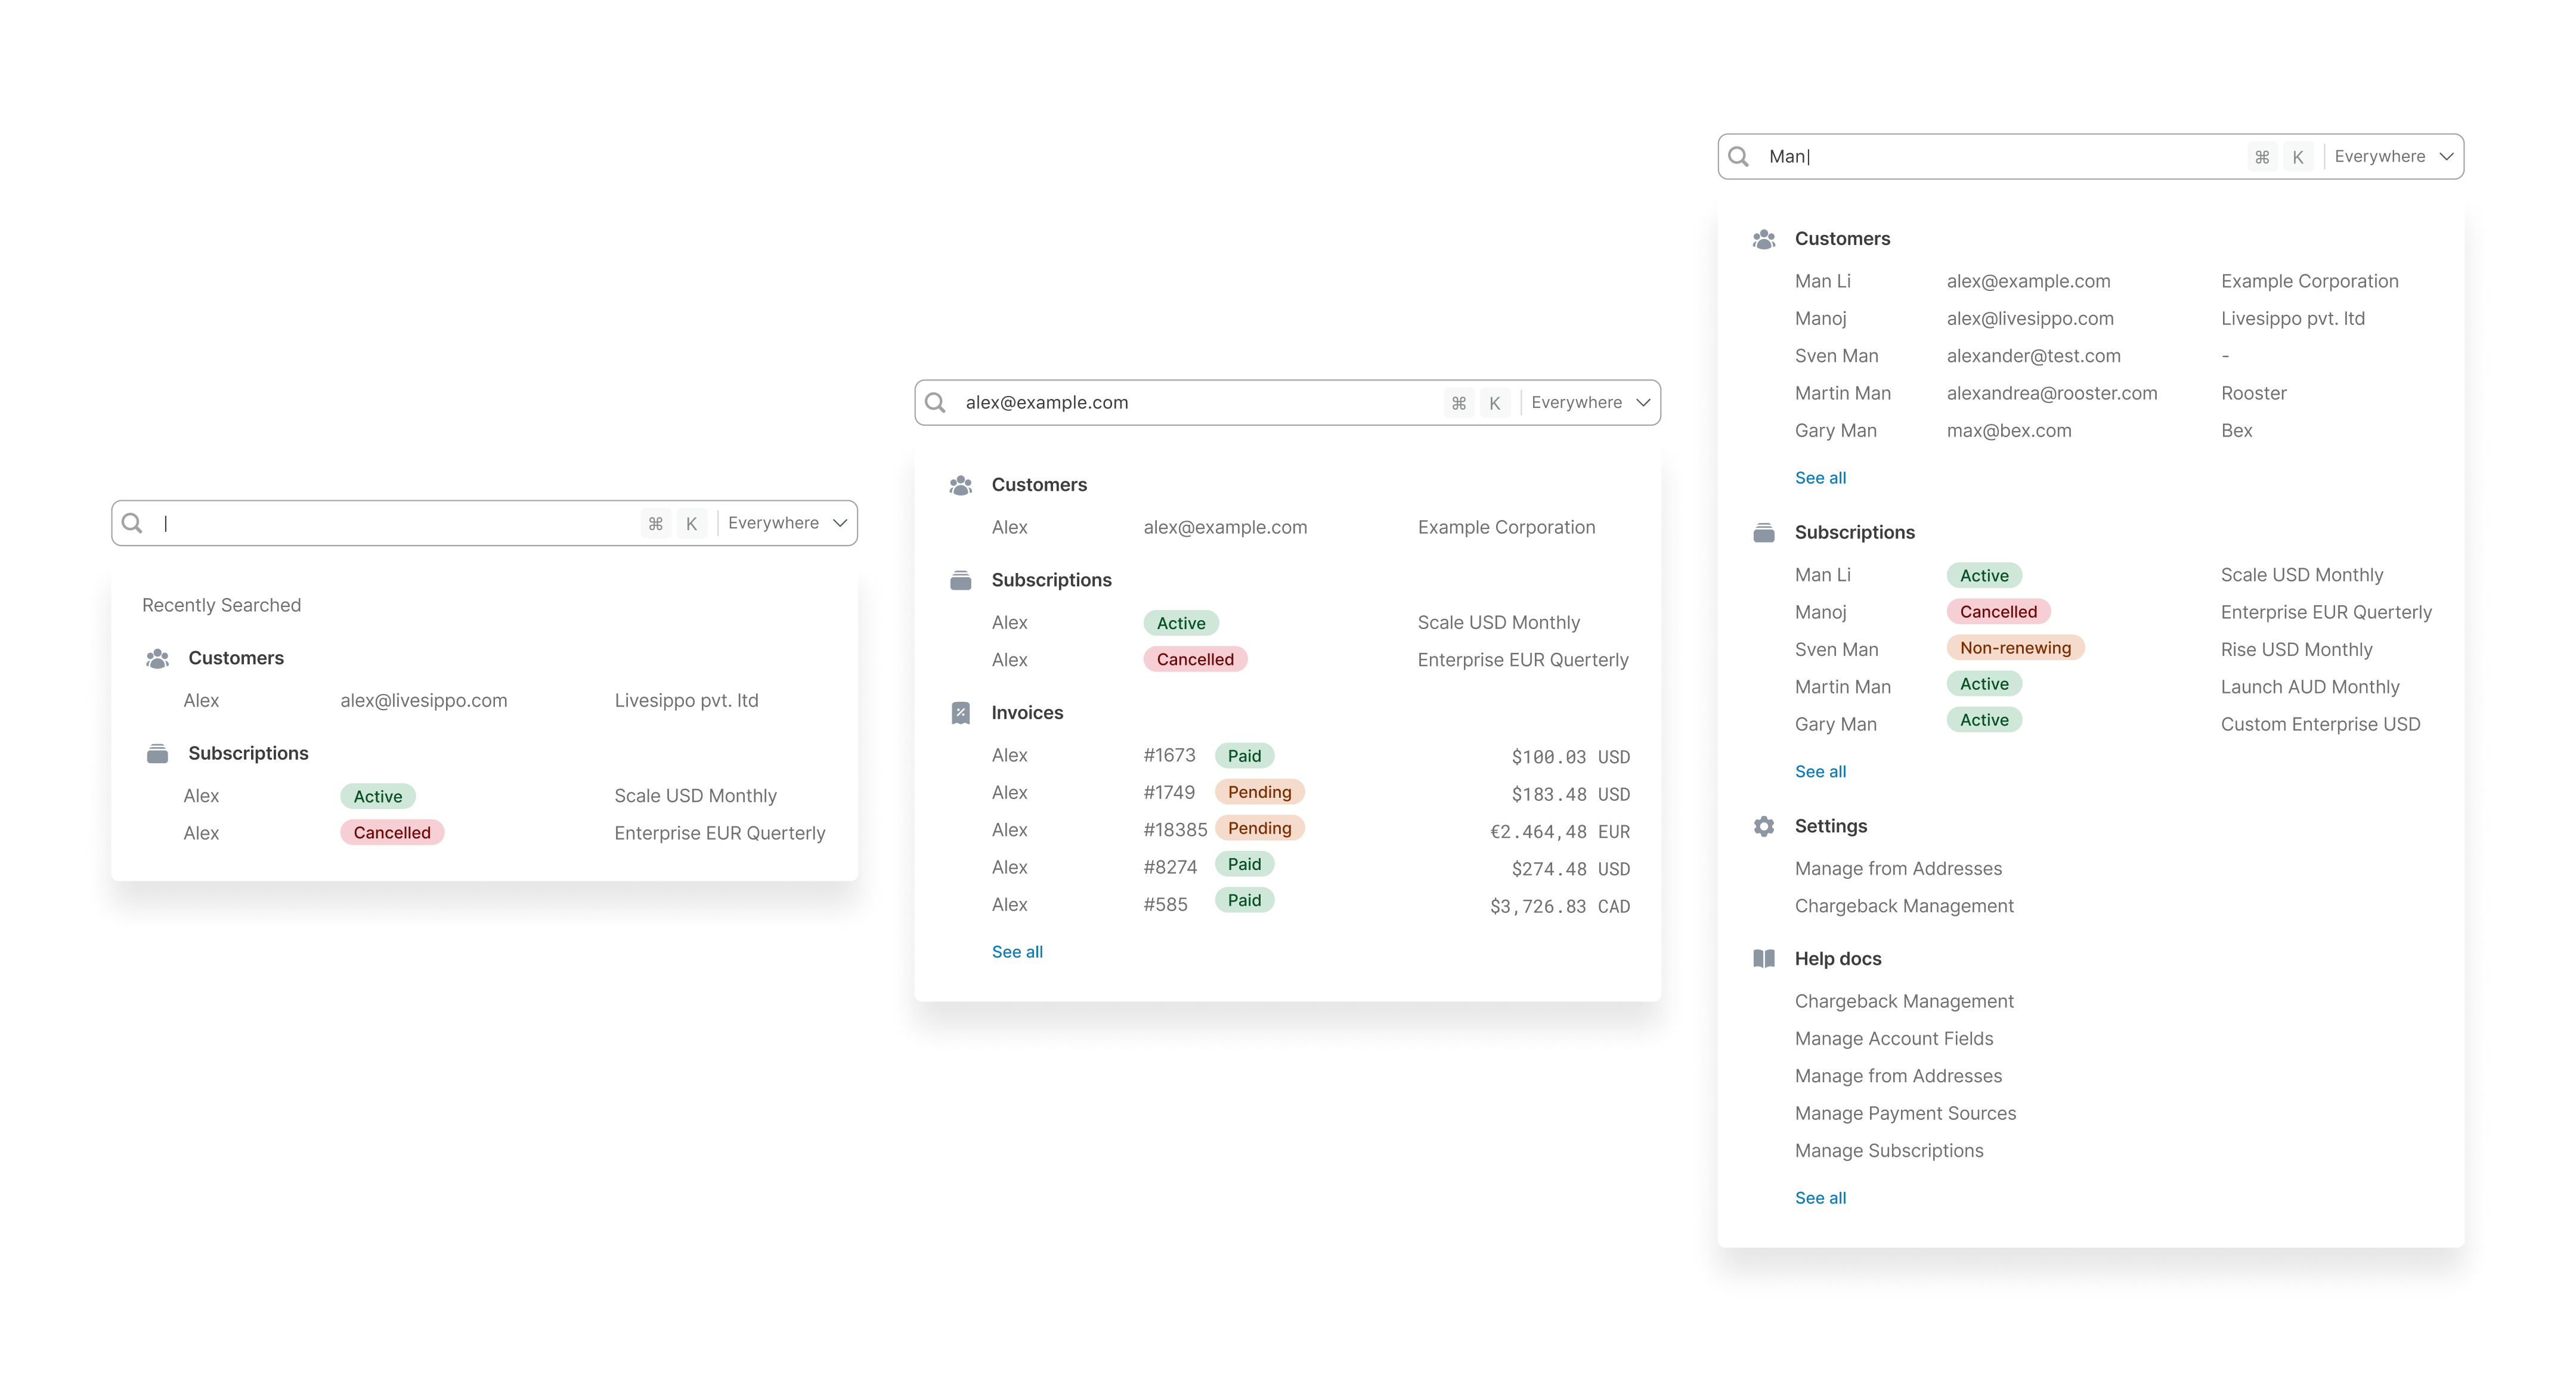 ⌘ K Everywhere
Recently Searched
Customers
Alex alex@livesippo.com Livesippo pvt. ltd
Subscriptions
Alex Active Scale USD Monthly
Alex Cancelled Enterprise EUR Querterly
alex@example.com ⌘ K Everywhere
Customers
Alex alex@example.com Example Corporation
Subscriptions
Alex Active Scale USD Monthly
Alex Cancelled Enterprise EUR Querterly
Invoices
Alex #1673 Paid $100.03 USD
Alex #1749 Pending $183.48 USD
Alex #18385 Pending €2.464,48 EUR
Alex #8274 Paid $274.48 USD
Alex #585 Paid $3,726.83 CAD
See all
Man ⌘ K Everywhere
Customers
Man Li alex@example.com Example Corporation
Manoj alex@livesippo.com Livesippo pvt. ltd
Sven Man alexander@test.com -
Martin Man alexandrea@rooster.com Rooster
Gary Man max@bex.com Bex
See all
Subscriptions
Man Li Active Scale USD Monthly
Manoj Cancelled Enterprise EUR Querterly
Sven Man Non-renewing Rise USD Monthly
Martin Man Active Launch AUD Monthly
Gary Man Active Custom Enterprise USD
See all
Settings
Manage from Addresses
Chargeback Management
Help docs
Chargeback Management
Manage Account Fields
Manage from Addresses
Manage Payment Sources
Manage Subscriptions
See all